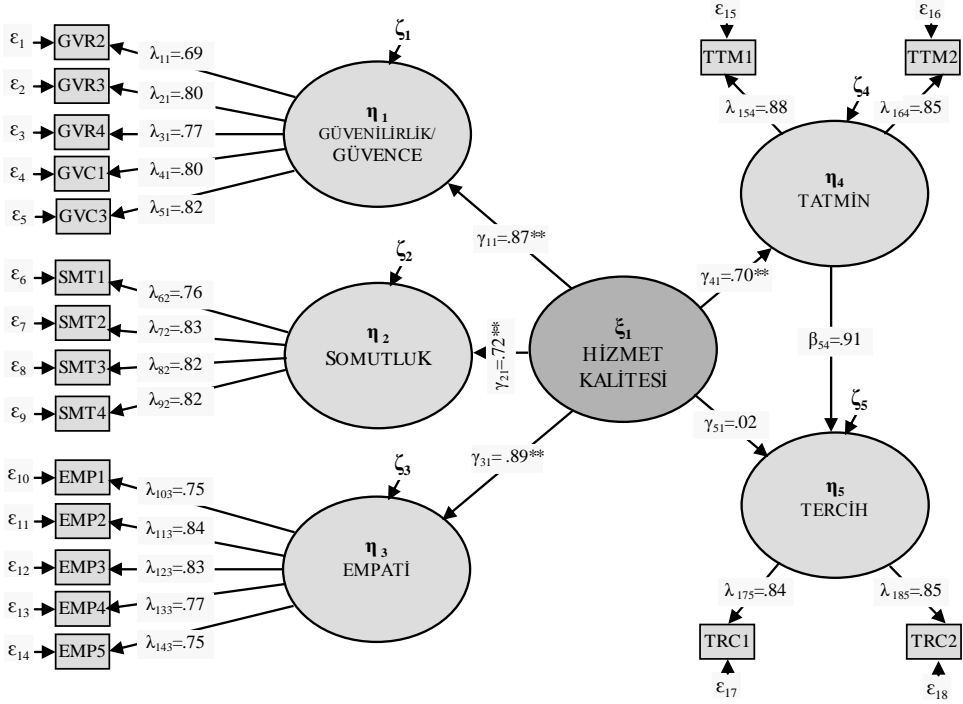 ε1 GVR2 λ11=.69
ε2 GVR3 λ21=.80
ε3 GVR4 λ31=.77
ε4 GVC1 λ41=.80
ε5 GVC3 λ51=.82
ζ1
η1
GÜVENİLİRLİK/
GÜVENCE
ε6 SMT1 λ62=.76
ε7 SMT2 λ72=.83
ε8 SMT3 λ82=.82
ε9 SMT4 λ92=.82
ζ2
η2
SOMUTLUK
ε10 EMP1 λ103=.75
ε11 EMP2 λ113=.84
ε12 EMP3 λ123=.83
ε13 EMP4 λ133=.77
ε14 EMP5 λ143=.75
ζ3
η3
EMPATİ
γ11=.87**
γ21=.72**
γ31= .89**
ξ1
HİZMET
KALİTESİ
γ41=.70**
γ51=.02
ε15
TTM1
λ154=.88
ε16
TTM2
λ164=.85
ζ4
η4
TATMİN
β54=.91
ζ5
η5
TERCİH
λ175=.84
λ185=.85
TRC1
TRC2
ε17
ε18